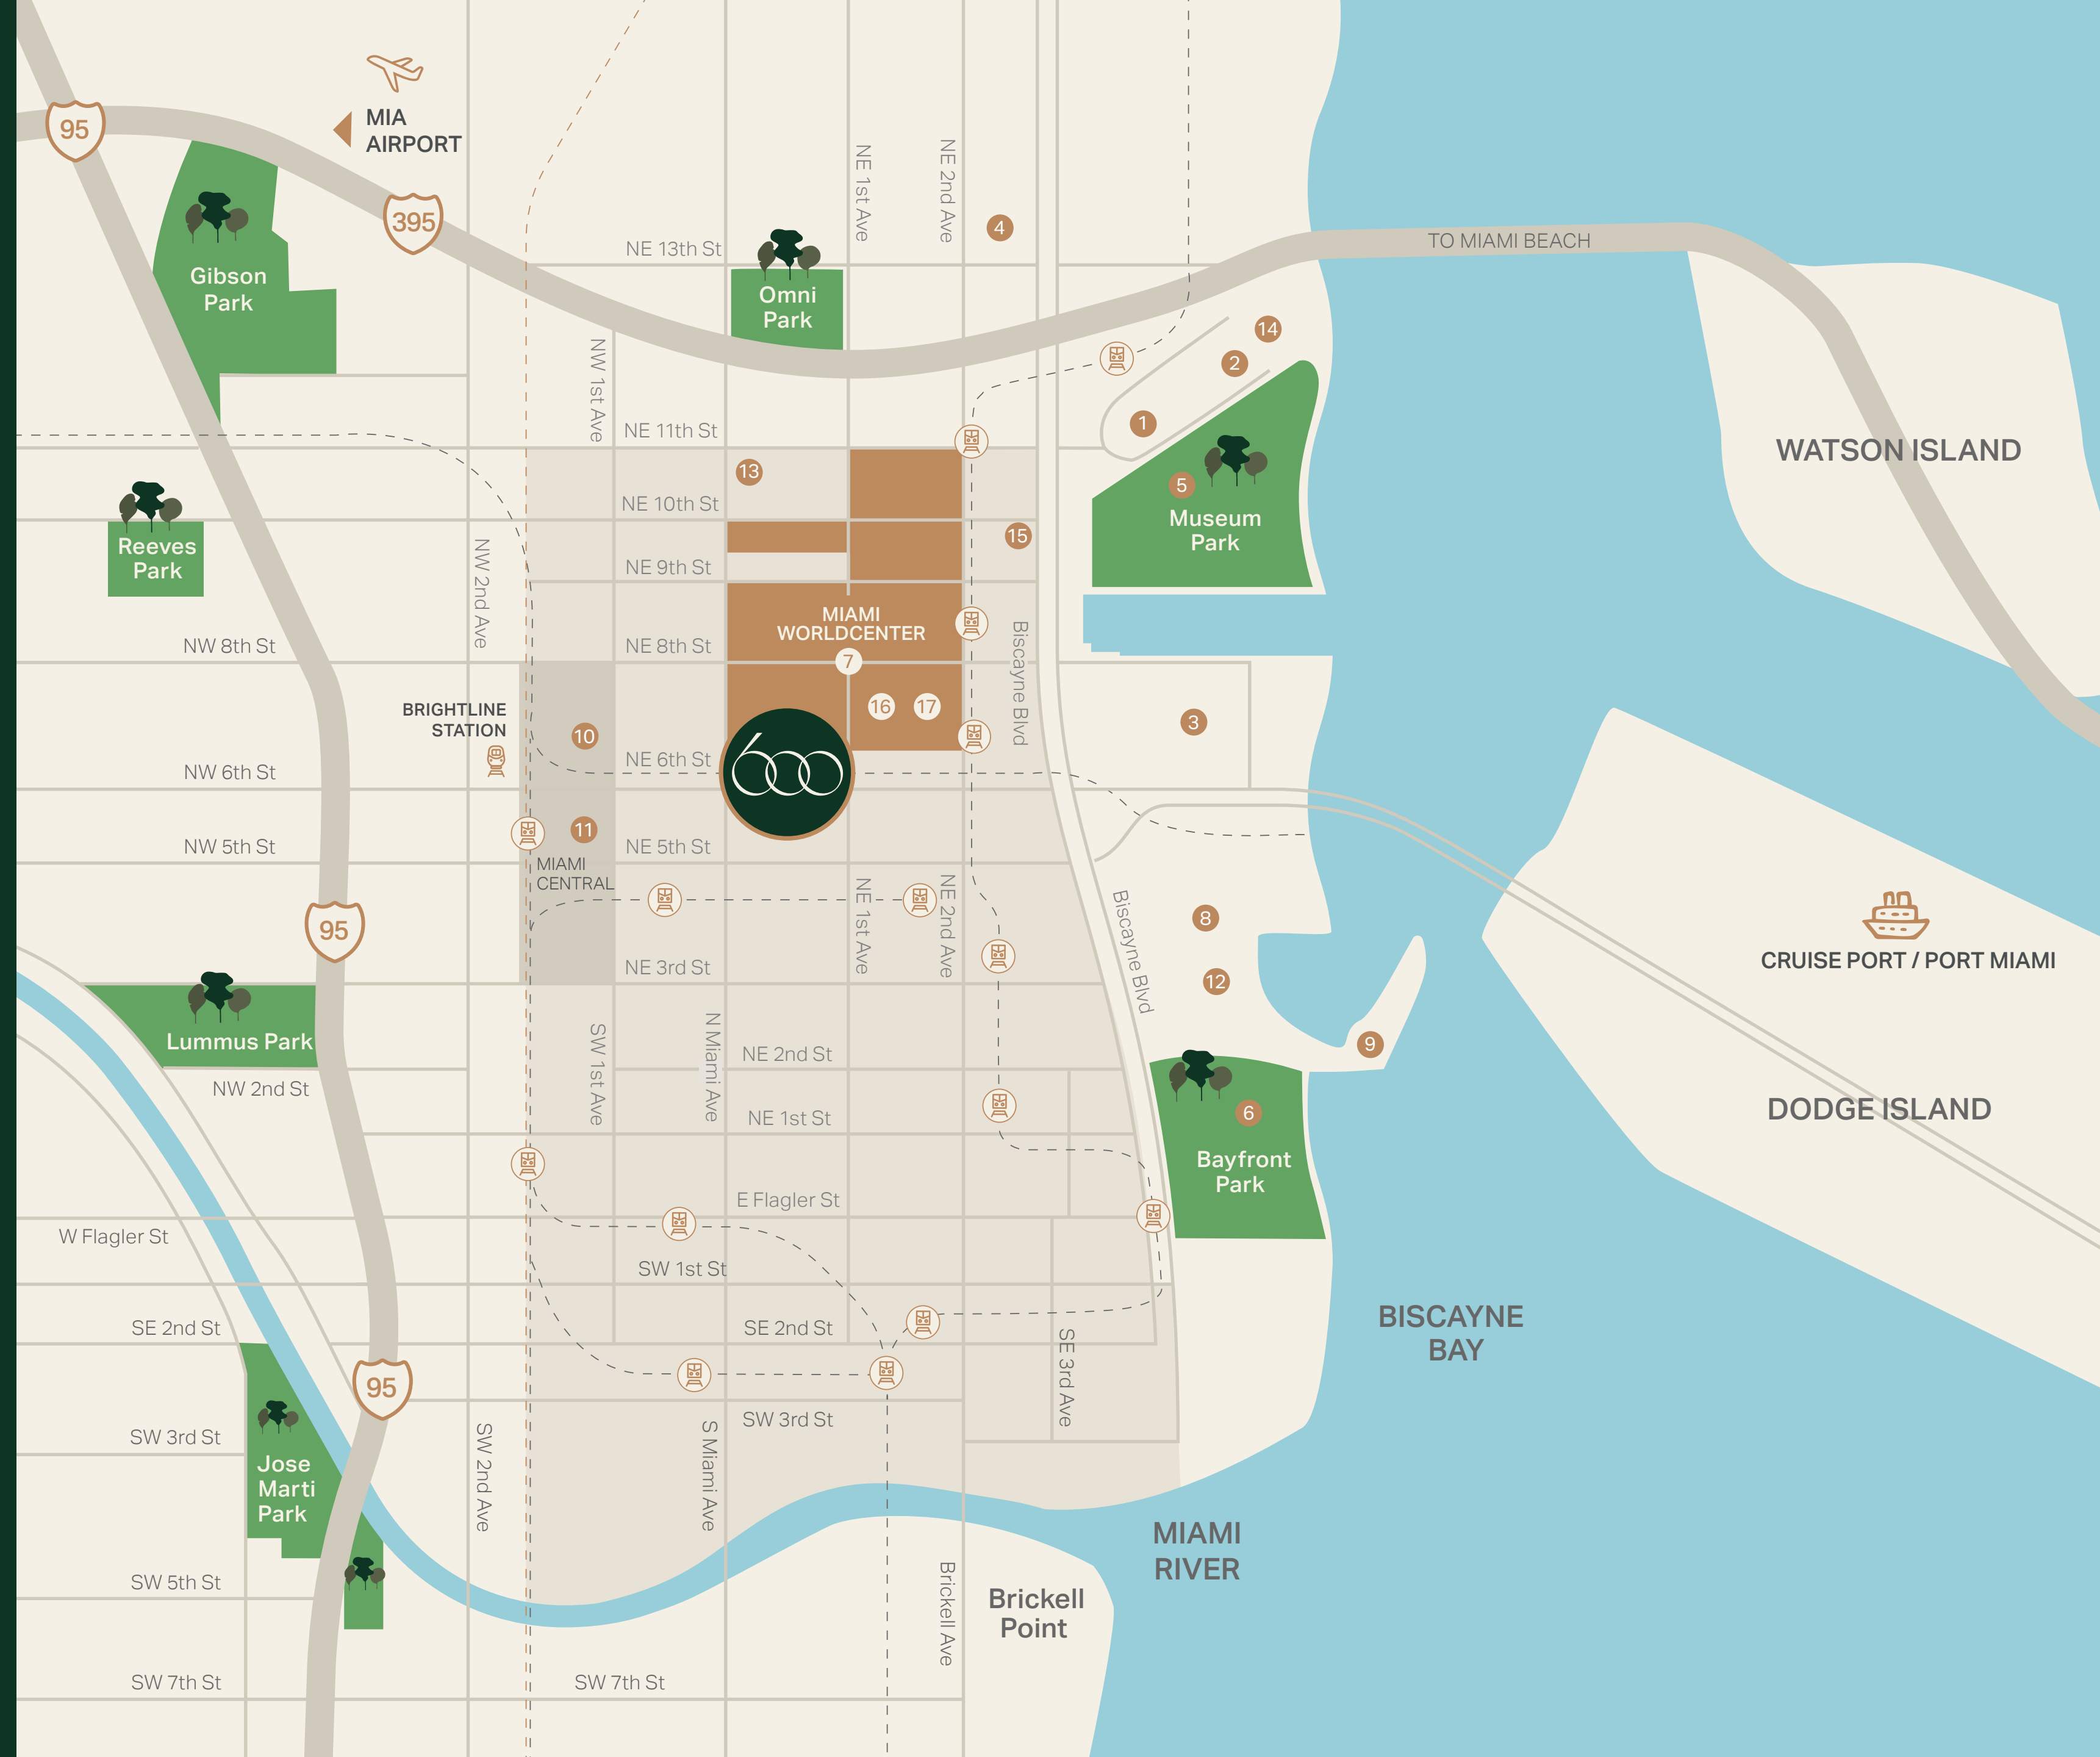 MIA
AIRPORT
95
395
NE 1st Ave
NE 2nd Ave
4
NE 13th St
TO MIAMI BEACH
Gibson
Park
Omni
Park
14
2
1
NW 1st Ave
NE 11th St
WATSON ISLAND
13
5
NE 10th St
Museum
Park
15
Reeves
Park
NW 2nd Ave
NE 9th St
MIAMI
WORLDCENTER
NW 8th St
NE 8th St
7
Biscayne Blvd
BRIGHTLINE
STATION
16
17
3
10
NW 6th St
NE 6th St
600
11
NW 5th St
NE 5th St
MIAMI
CENTRAL
NE 1st Ave
NE 2nd Ave
Biscayne Blvd
8
95
CRUISE PORT / PORT MIAMI
NE 3rd St
12
Lummus Park
9
SW 1st Ave
N Miami Ave
NE 2nd St
NW 2nd St
NE 1st St
6
DODGE ISLAND
Bayfront
Park
E Flagler St
W Flagler St
SW 1st St
SE 2nd St
SE 2nd St
SE 3rd Ave
BISCAYNE
BAY
95
SW 3rd St
SW 3rd St
SW 2nd Ave
S Miami Ave
Jose
Marti
Park
MIAMI
RIVER
SW 5th St
Brickell Ave
Brickell
Point
SW 7th St
SW 7th St